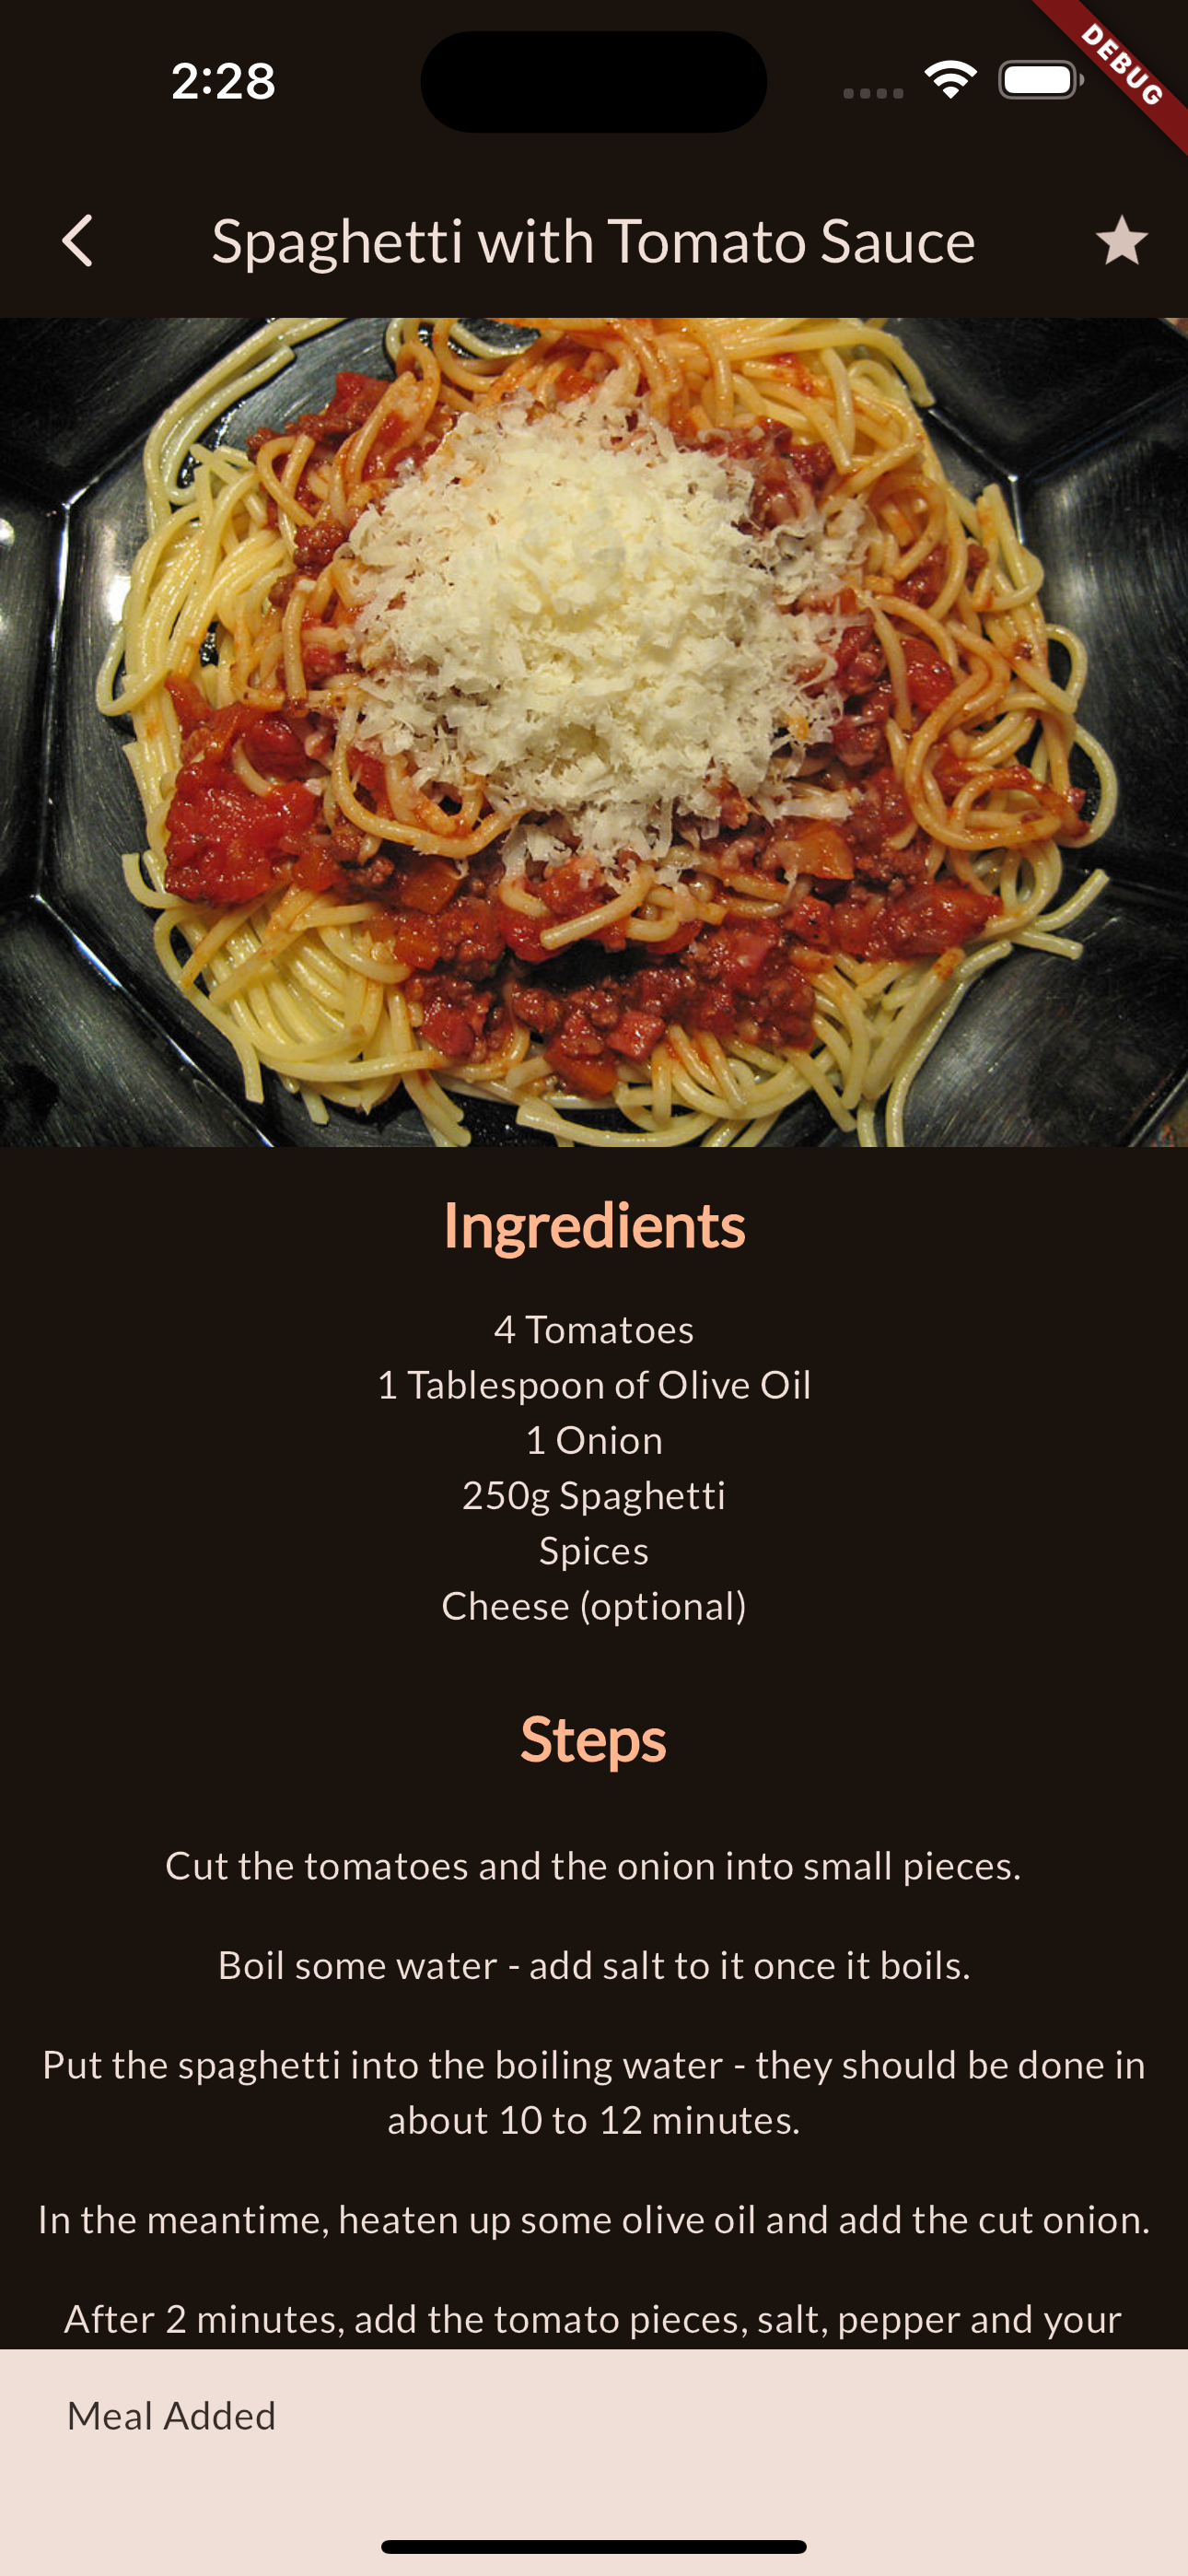 2:28
DEBUG
Spaghetti with Tomato Sauce
Ingredients
4 Tomatoes
1 Tablespoon of Olive Oil
1 Onion
250g Spaghetti
Spices
Cheese (optional)
Steps
Cut the tomatoes and the onion into small pieces.
Boil some water - add salt to it once it boils.
Put the spaghetti into the boiling water - they should be done in
about 10 to 12 minutes.
In the meantime, heaten up some olive oil and add the cut onion.
After 2 minutes, add the tomato pieces, salt, pepper and your
Meal Added